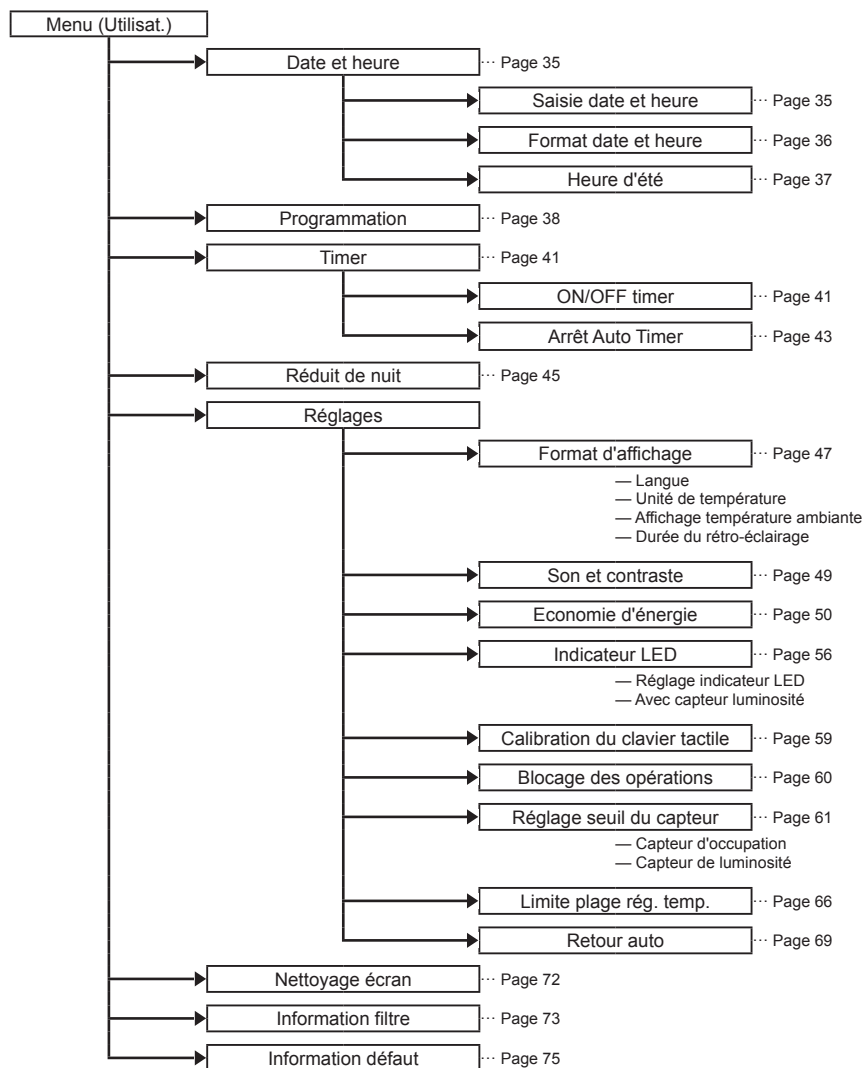 Menu (Utilisat.)
Date et heure ··· Page 35
Saisie date et heure ··· Page 35
Format date et heure ··· Page 36
Heure d'été ··· Page 37
Programmation ··· Page 38
Timer ··· Page 41
ON/OFF timer ··· Page 41
Arrêt Auto Timer ··· Page 43
Réduit de nuit ··· Page 45
Réglages
Format d'affichage ··· Page 47
— Langue
— Unité de température
— Affichage température ambiante
— Durée du rétro-éclairage
Son et contraste ··· Page 49
Economie d'énergie ··· Page 50
Indicateur LED ··· Page 56
— Réglage indicateur LED
— Avec capteur luminosité
Calibration du clavier tactile ··· Page 59
Blocage des opérations ··· Page 60
Réglage seuil du capteur ··· Page 61
— Capteur d'occupation
— Capteur de luminosité
Limite plage rég. temp. ··· Page 66
Retour auto ··· Page 69
Nettoyage écran ··· Page 72
Information filtre ··· Page 73
Information défaut ··· Page 75